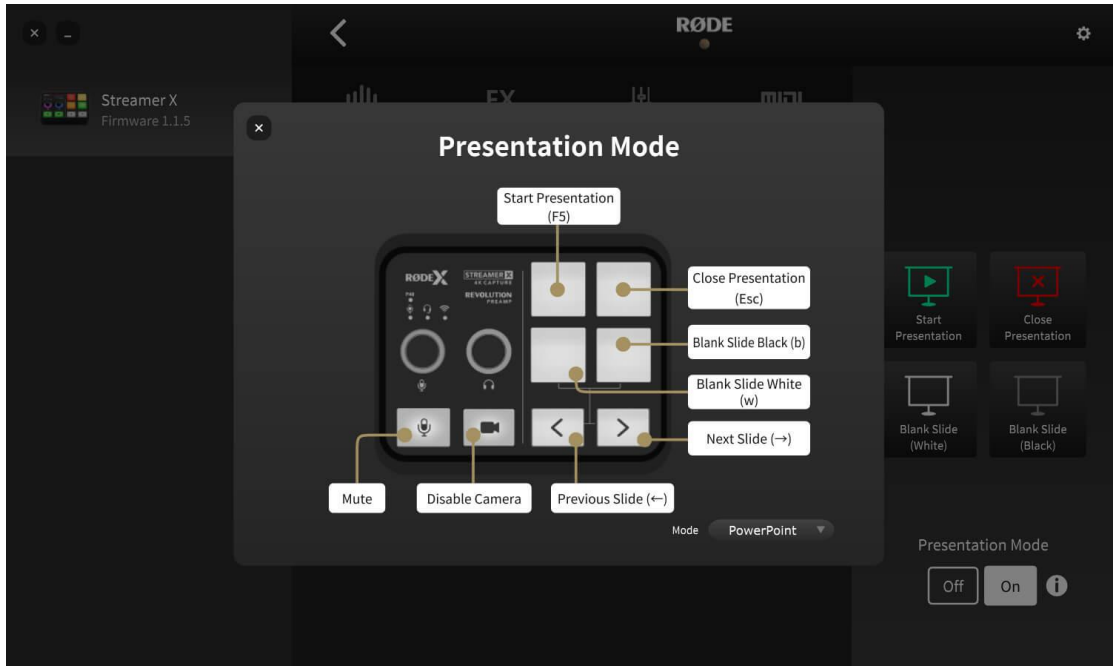 RØDE
Streamer X
Firmware 1.1.5
FX
MIDI
Presentation Mode
Start Presentation
(F5)
RØDEX
STREAMER X
4K CAPTURE
REVOLUTION
PREAMP
Close Presentation
(Esc)
Blank Slide Black (b)
Blank Slide White
(w)
Next Slide (→)
Mute
Disable Camera
Previous Slide (←)
Mode
PowerPoint
Start
Presentation
Close
Presentation
Blank Slide
(White)
Blank Slide
(Black)
Presentation Mode
Off
On